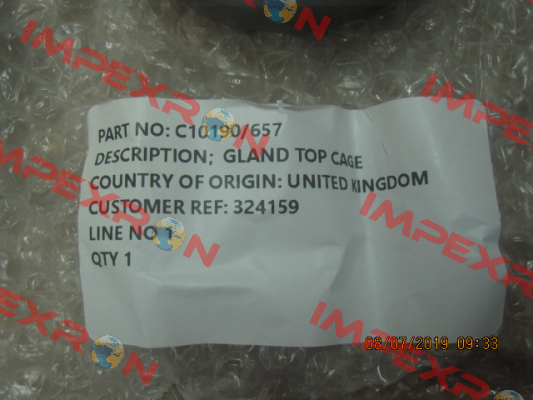 PART NO: C10190/657
DESCRIPTION; GLAND TOP CAGE
COUNTRY OF ORIGIN: UNITED KINGDOM
CUSTOMER REF: 324159
LINE NO 1
QTY 1
06/07/2019 09:33
IMPEXRON
IMPEXRON
IMPEXRON
IMPEXRON
IMPEXRON